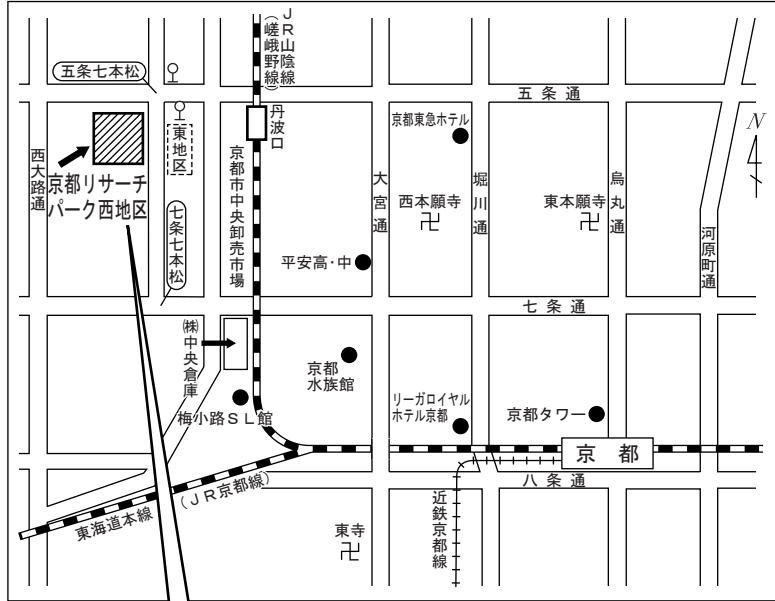 JR山陰線
(嵯峨野線)
五条七本松
五条通
丹波口
東地区
京都東急ホテル
N
西大路通
京都リサーチ
パーク西地区
京都市中央卸売市場
大宮通
西本願寺
卍
堀川通
東本願寺
卍
烏丸通
河原町通
七条七本松
平安高・中
七条通
㈱中央倉庫
京都
水族館
梅小路SL館
リーガロイヤル
ホテル京都
京都タワー
京都
八条通
東海道本線
(JR京都線)
近鉄京都線
東寺
卍